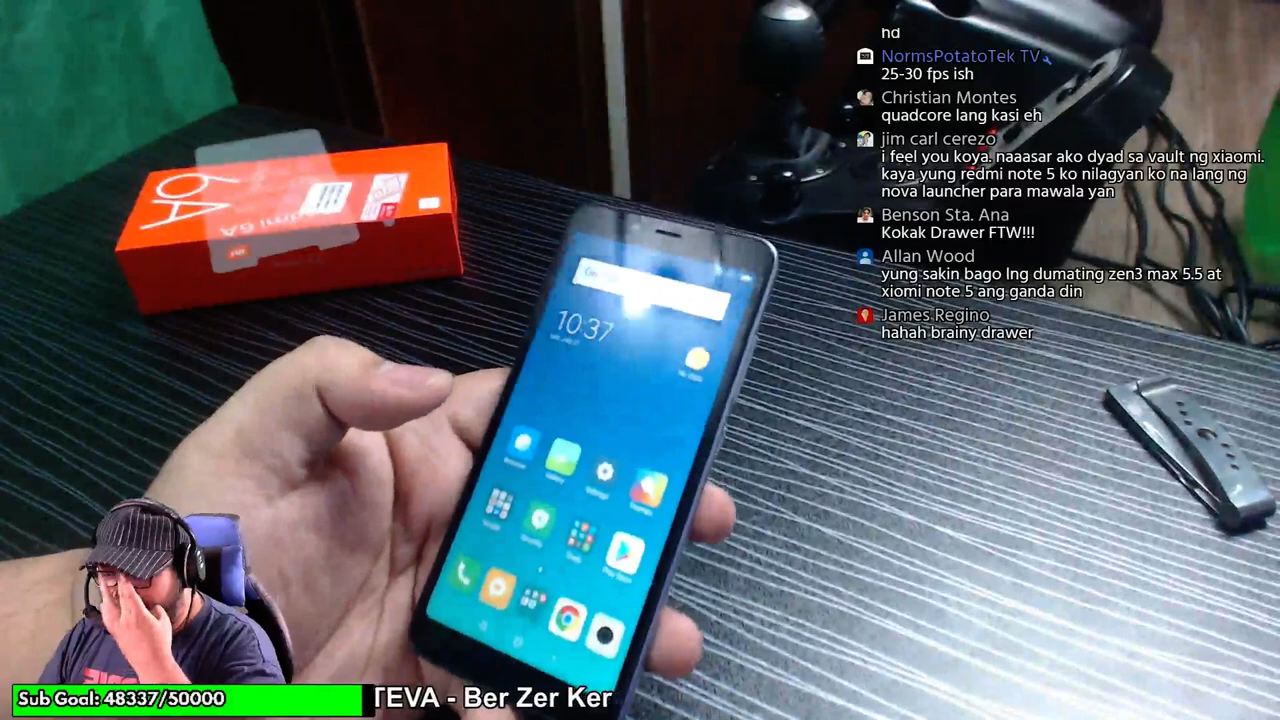 hd
NormsPotatoTek TV
25-30 fps ish
Christian Montes
quadcore lang kasi eh
jim carl cerezo
i feel you koya. naaasar ako dyad sa vault ng xiaomi.
kaya yung redmi note 5 ko nilagyan ko na lang ng
nova launcher para mawala yan
Benson Sta. Ana
Kokak Drawer FTW!!!
Allan Wood
yung sakin bago lng dumating zen3 max 5.5 at
xiomi note 5 ang ganda din
James Regino
hahah brainy drawer
6A
Redmi 6A
10:37
Play Store
Sub Goal: 48337/50000
TEVA - Ber Zer Ker